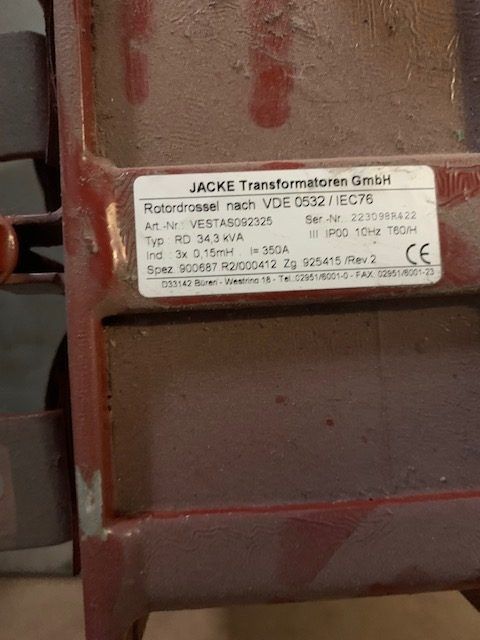 JACKE Transformatoren GmbH
Rotordrossel nach VDE 0532 / IEC76
Art.-Nr.: VESTAS092325 Ser-Nr.: 223098R422
Typ : RD 34,3 kVA III IP00 10Hz T60/H
Ind.: 3x 0,15mH I= 350A
Spez. 900687.R2/000412 Zg. 925415 /Rev 2
D33142 Büren - Westring 18 - Tel. 02951/6001-0 - FAX: 02951/6001-23
CE